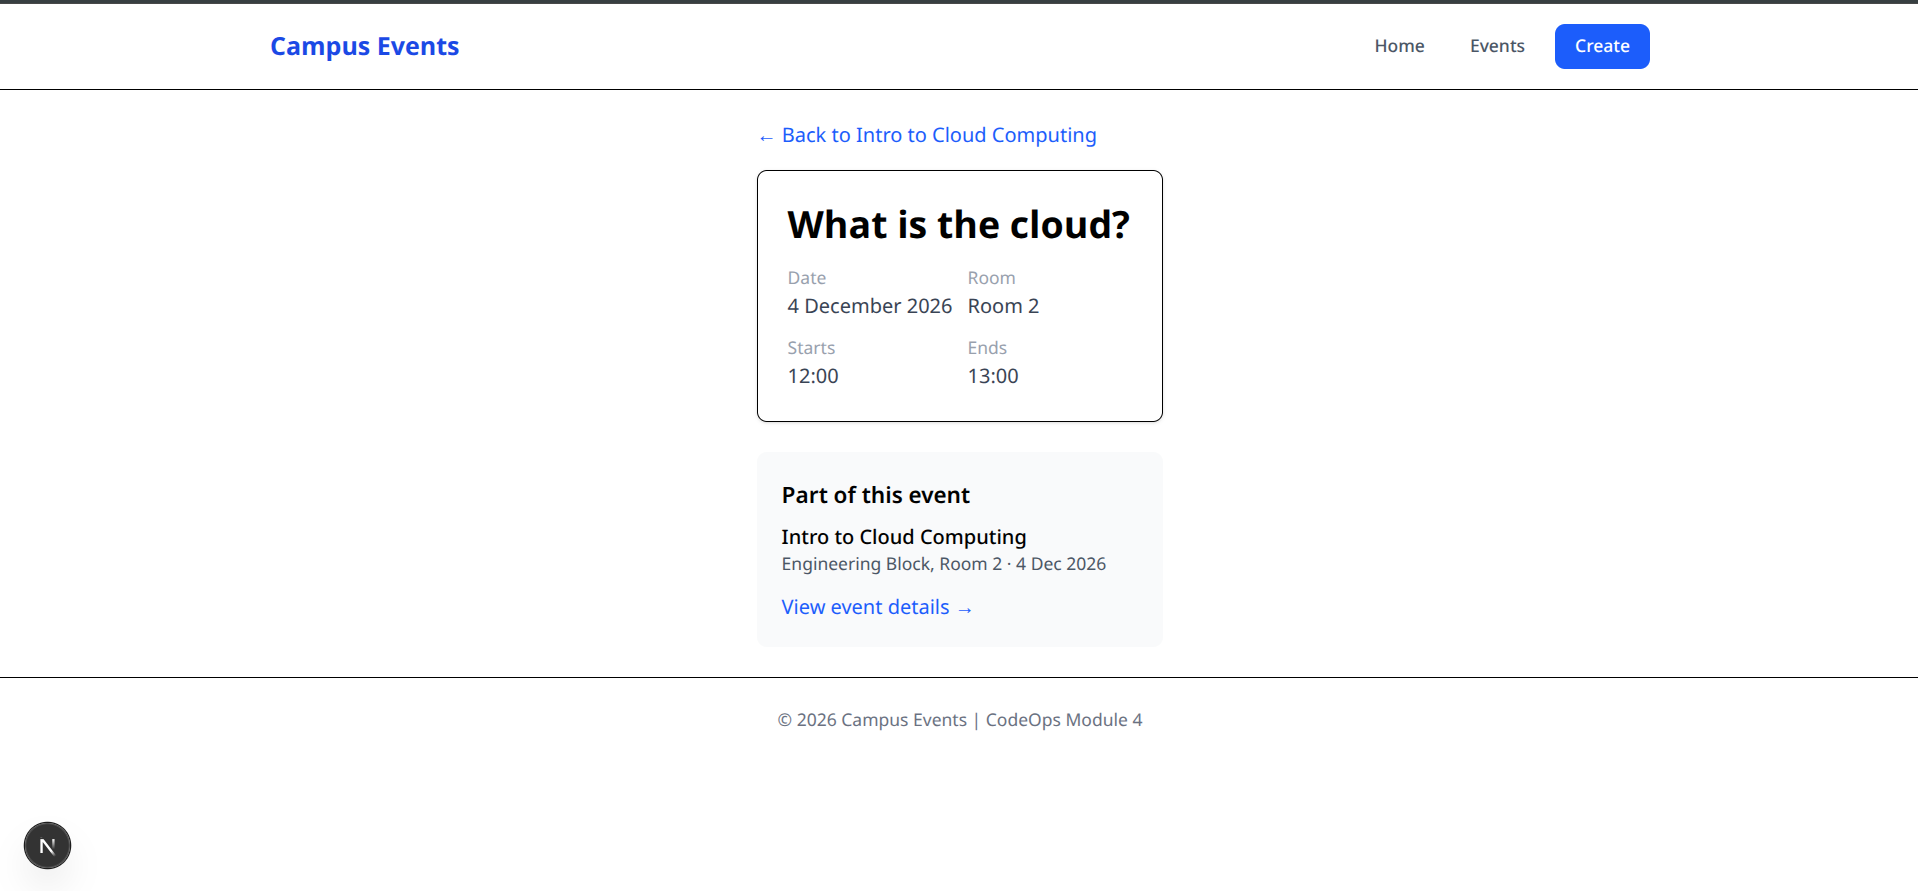 Campus Events
Home Events Create
← Back to Intro to Cloud Computing
What is the cloud?
Date Room
4 December 2026 Room 2
Starts Ends
12:00 13:00
Part of this event
Intro to Cloud Computing
Engineering Block, Room 2 · 4 Dec 2026
View event details →
© 2026 Campus Events | CodeOps Module 4
N